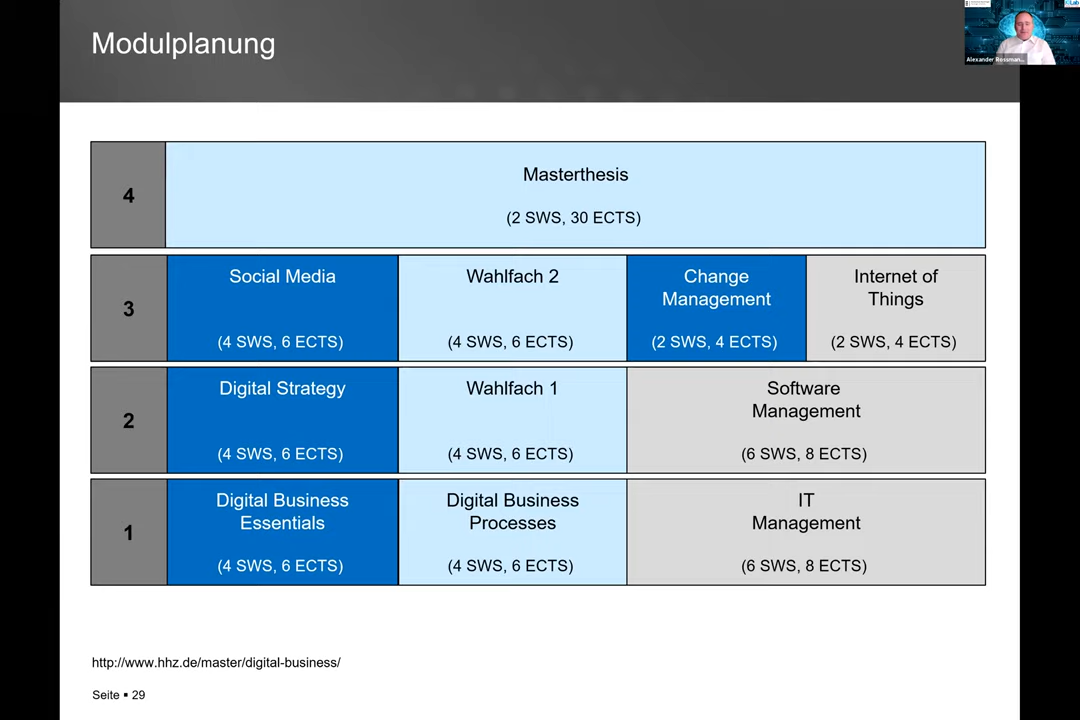 Modulplanung
Alexander Rossman...
4
Masterthesis
(2 SWS, 30 ECTS)
3
Social Media
(4 SWS, 6 ECTS)
Wahlfach 2
(4 SWS, 6 ECTS)
Change
Management
(2 SWS, 4 ECTS)
Internet of
Things
(2 SWS, 4 ECTS)
2
Digital Strategy
(4 SWS, 6 ECTS)
Wahlfach 1
(4 SWS, 6 ECTS)
Software
Management
(6 SWS, 8 ECTS)
1
Digital Business
Essentials
(4 SWS, 6 ECTS)
Digital Business
Processes
(4 SWS, 6 ECTS)
IT
Management
(6 SWS, 8 ECTS)
http://www.hhz.de/master/digital-business/
Seite ▪ 29